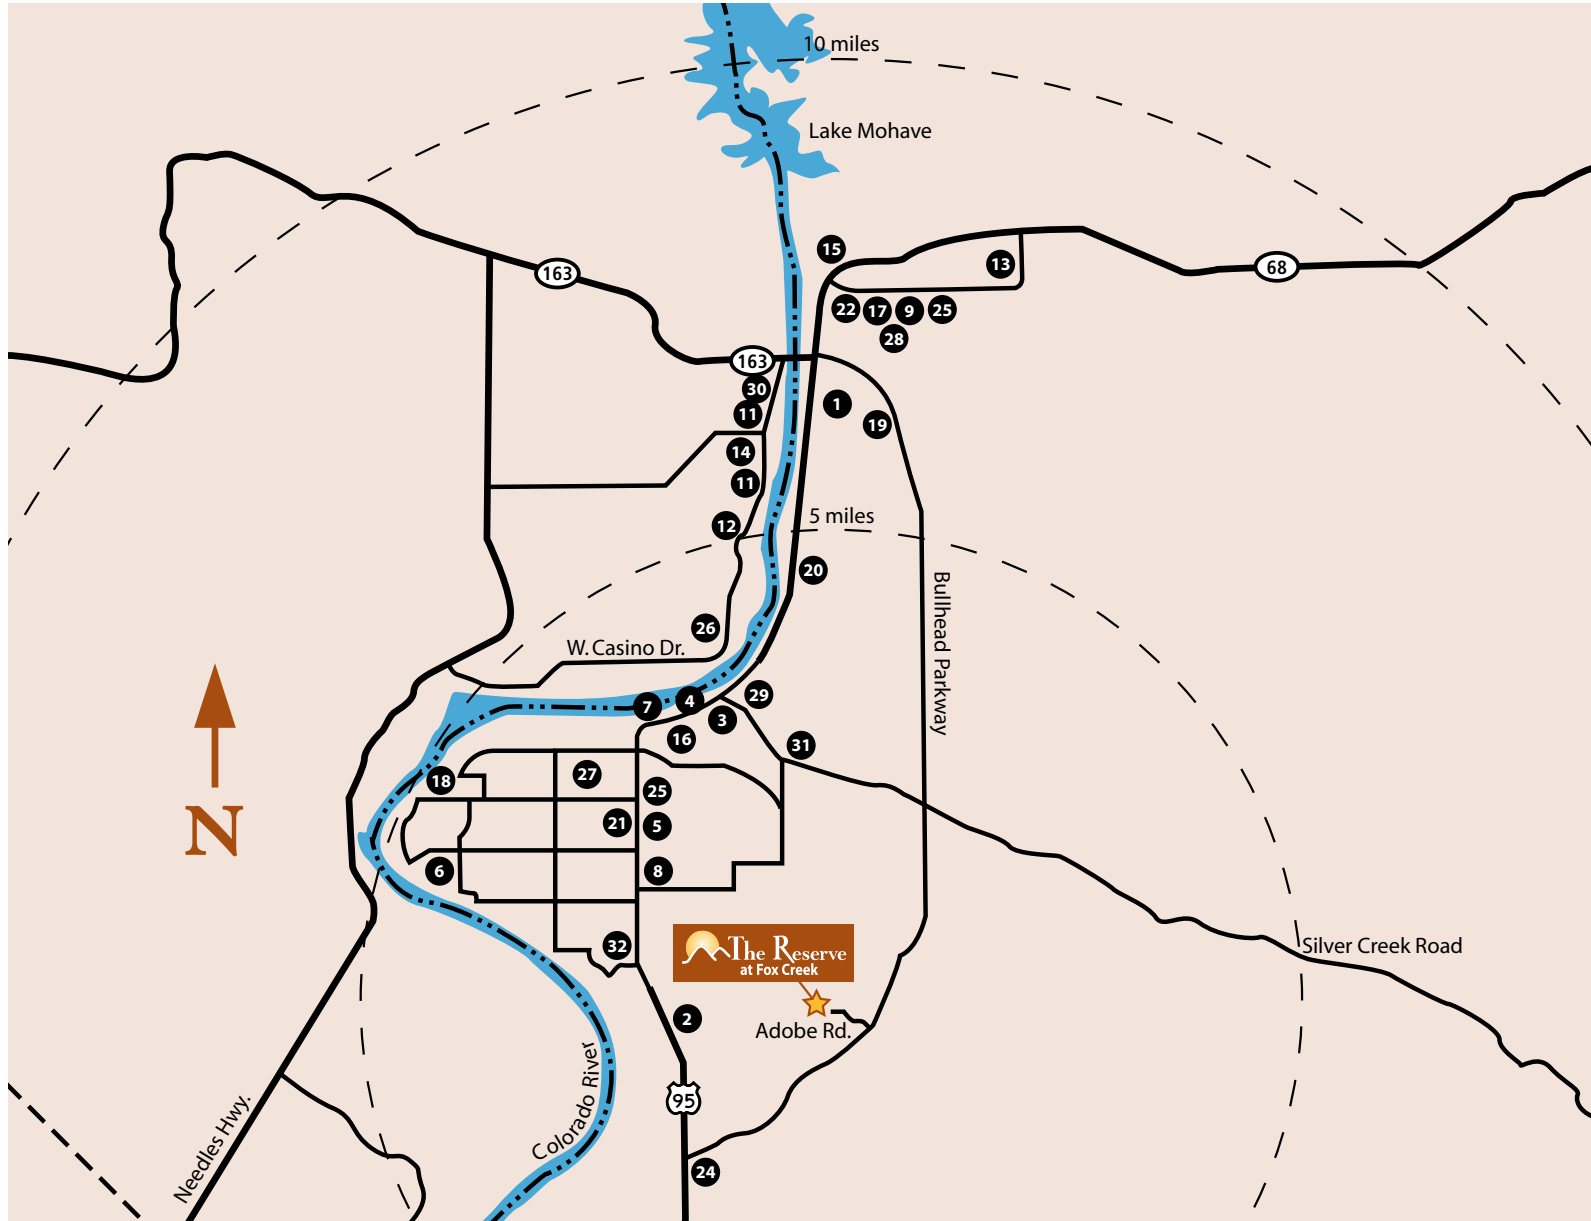 10 miles
Lake Mohave
15
13
163
68
22 17 9 25
28
163
30
11
1
19
14
11
12
5 miles
20
Bullhead Parkway
26
W. Casino Dr.
7
4
29
3
16
31
18
27
25
21
5
6
8
N
32
The Reserve
at Fox Creek
Silver Creek Road
2
Adobe Rd.
Colorado River
95
Needles Hwy.
24